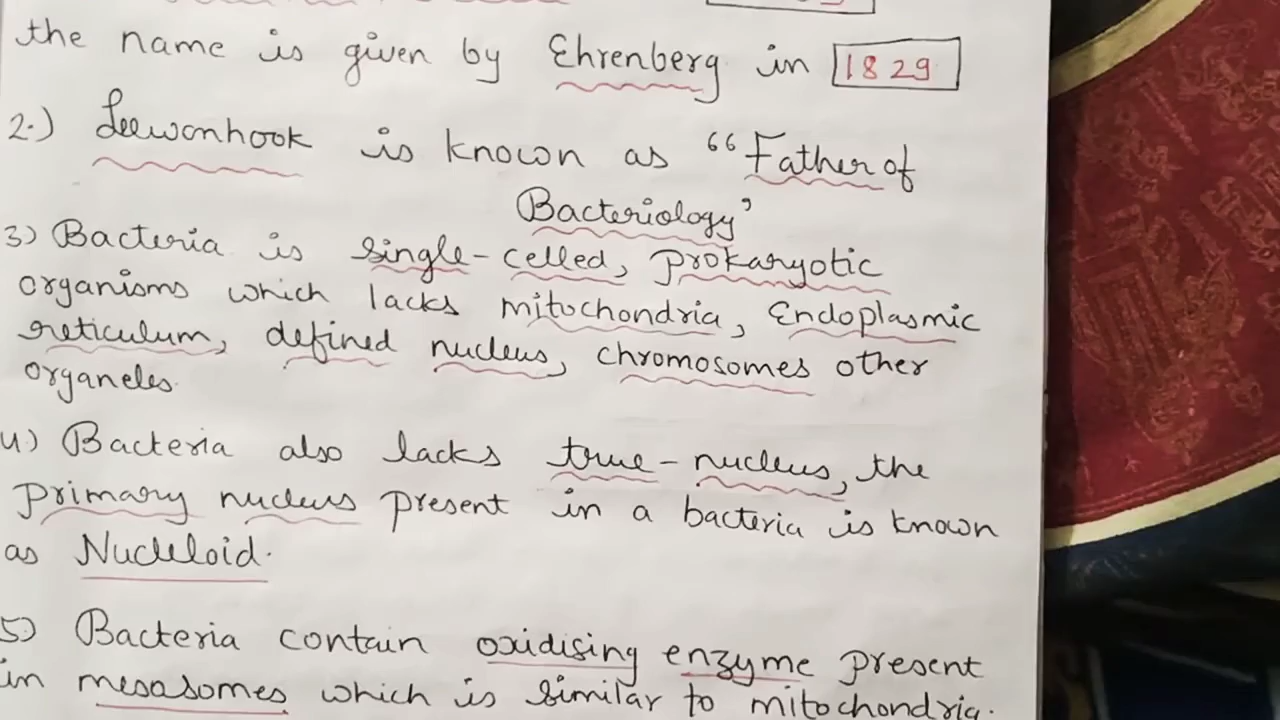 the name is given by Ehrenberg in 1829
2.) Leewonhook is known as "Father of
Bacteriology"
3) Bacteria is single-celled, prokaryotic
organisms which lacks mitochondria, Endoplasmic
reticulum, defined nucleus, chromosomes other
organeles.
4) Bacteria also lacks true-nucleus, the
primary nucleus present in a bacteria is known
as Nucleloid.
5) Bacteria contain oxidising enzyme present
in mesasomes which is similar to mitochondria.